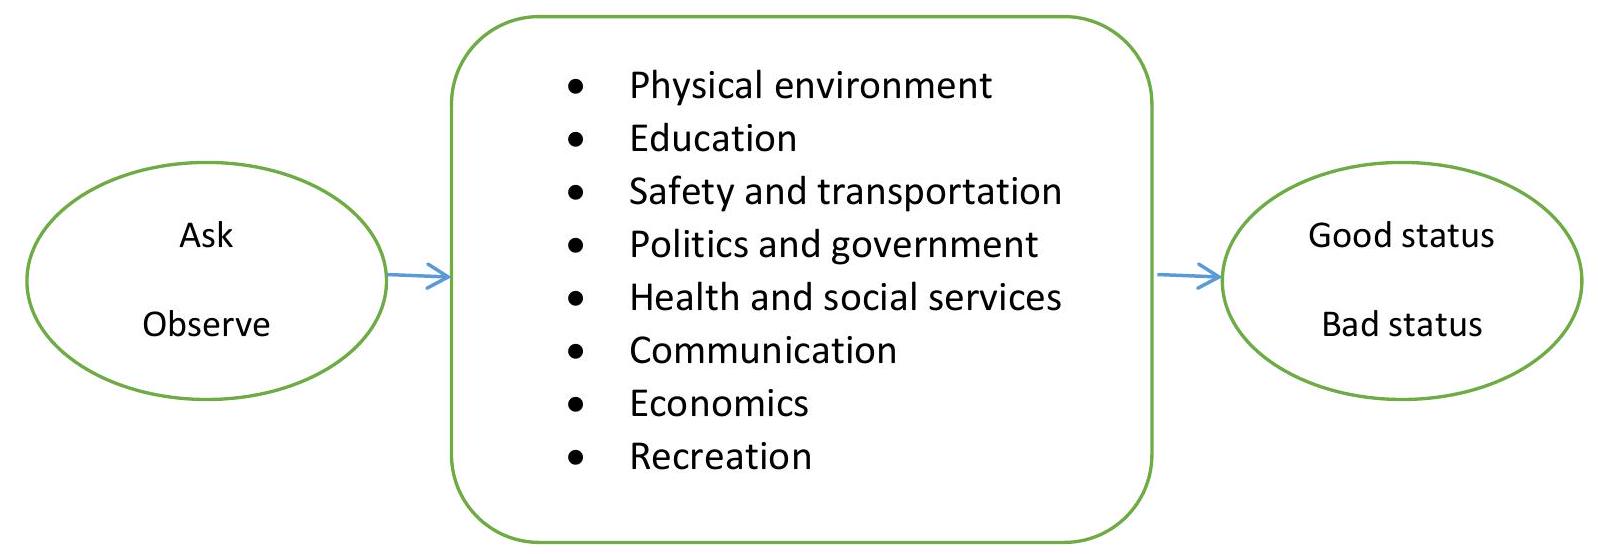 Ask
Observe
• Physical environment
• Education
• Safety and transportation
• Politics and government
• Health and social services
• Communication
• Economics
• Recreation
Good status
Bad status